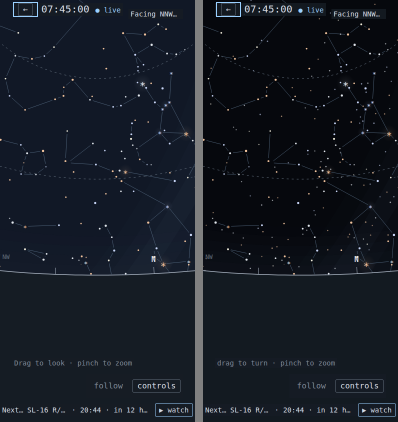 ← 07:45:00 ● live
Facing NNW…
NW
N
Drag to look · pinch to zoom
follow controls
Next… SL-16 R/… · 20:44 · in 12 h… ▶ watch
← 07:45:00 ● live
Facing NNW…
NW
N
drag to turn · pinch to zoom
follow controls
Next… SL-16 R/… · 20:44 · in 12 h… ▶ watch